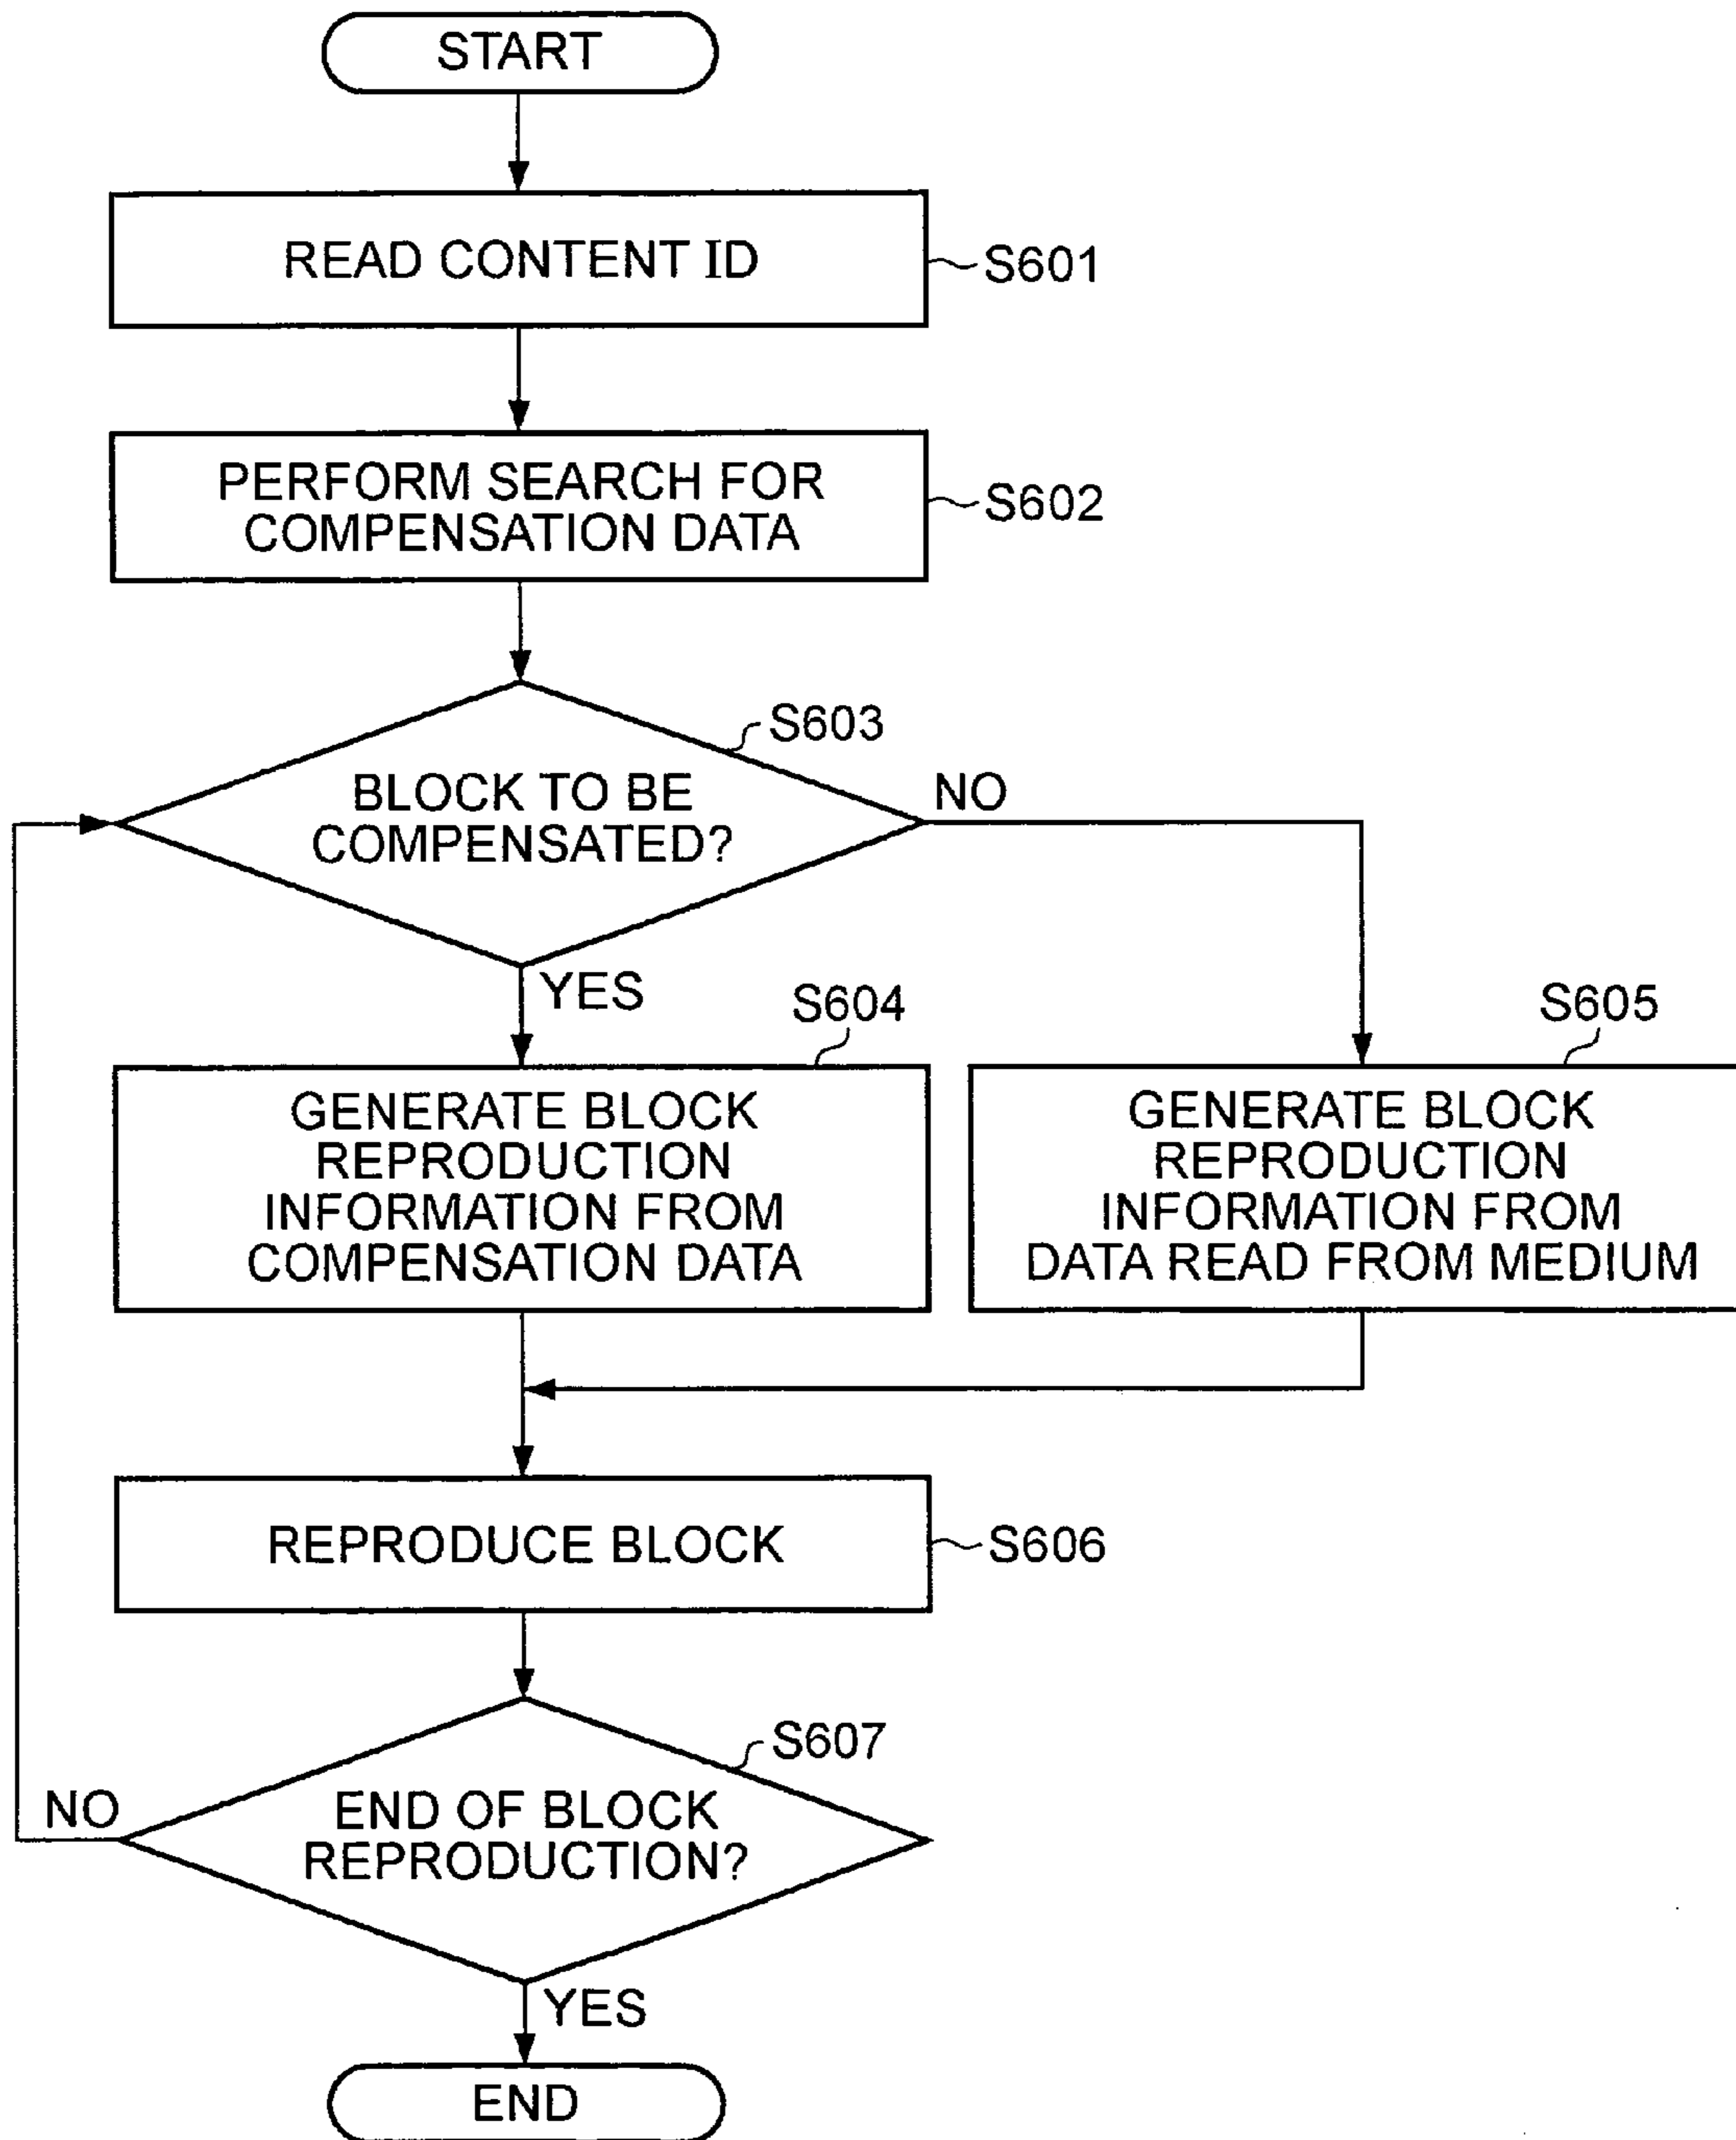 START
READ CONTENT ID
S601
PERFORM SEARCH FOR
COMPENSATION DATA
S602
S603
BLOCK TO BE
COMPENSATED?
NO
YES
S604
GENERATE BLOCK
REPRODUCTION
INFORMATION FROM
COMPENSATION DATA
S605
GENERATE BLOCK
REPRODUCTION
INFORMATION FROM
DATA READ FROM MEDIUM
REPRODUCE BLOCK
S606
S607
END OF BLOCK
REPRODUCTION?
NO
YES
END